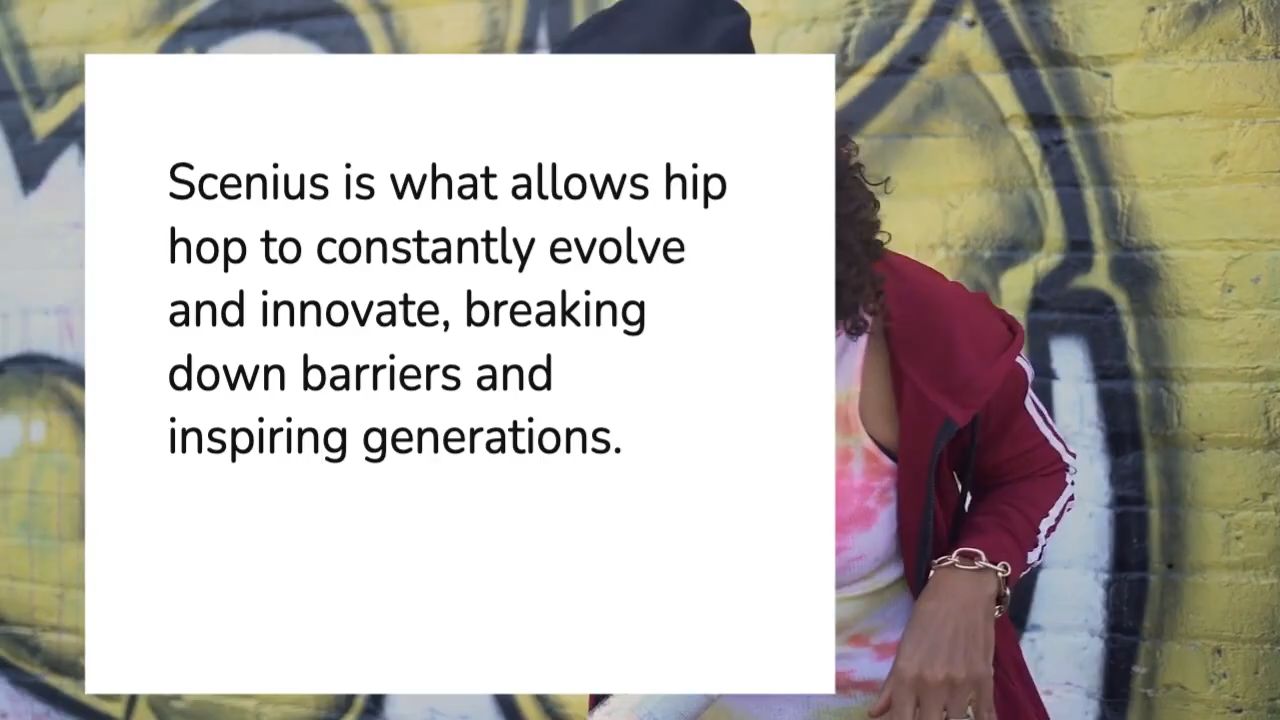 Scenius is what allows hip
hop to constantly evolve
and innovate, breaking
down barriers and
inspiring generations.